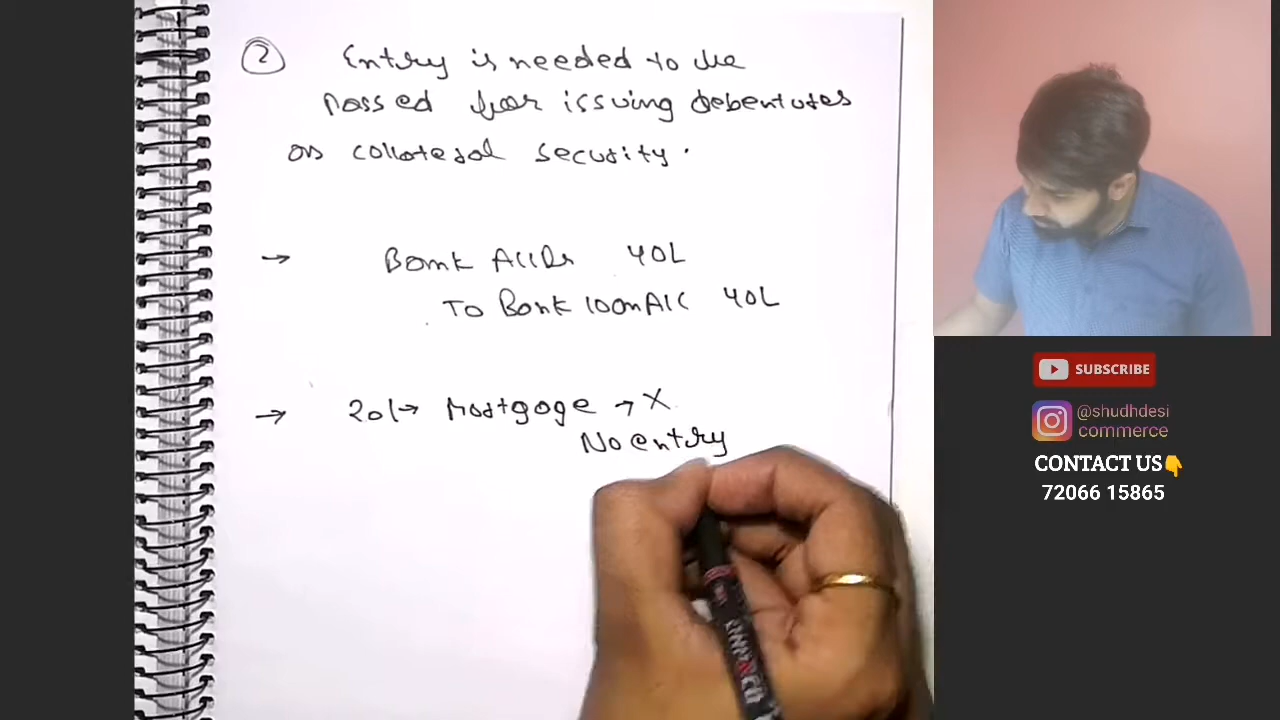 2 Entry is needed to be
passed for issuing debentures
as collateral security.
→ Bank A/c Dr 40L
To Bank loan A/c 40L
→ 20L → Mortgage → X
No entry
SUBSCRIBE
@shudhdesi
commerce
CONTACT US👇
72066 15865